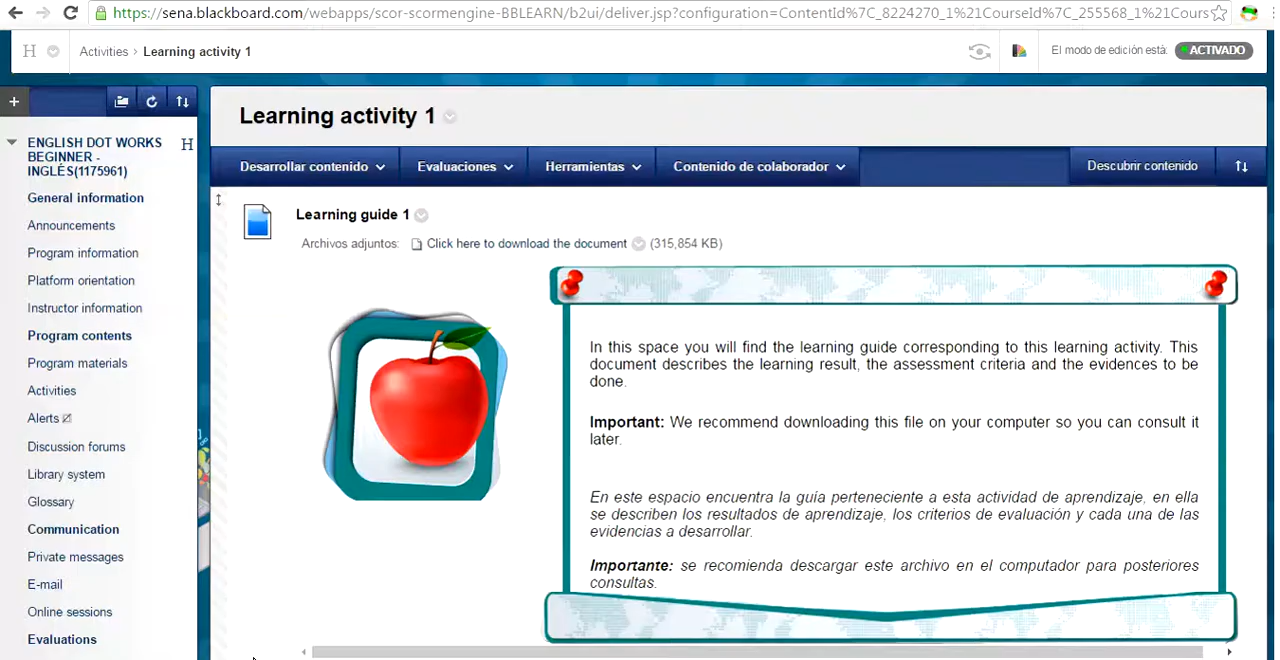 https://sena.blackboard.com/webapps/scor-scormengine-BBLEARN/b2ui/deliver.jsp?configuration=ContentId%7C_8224270_1%21CourseId%7C_255568_1%21Cours
H Activities › Learning activity 1 El modo de edición está: ACTIVADO
ENGLISH DOT WORKS
BEGINNER -
INGLÉS(1175961)
H
General information
Announcements
Program information
Platform orientation
Instructor information
Program contents
Program materials
Activities
Alerts
Discussion forums
Library system
Glossary
Communication
Private messages
E-mail
Online sessions
Evaluations
Learning activity 1
Desarrollar contenido Evaluaciones Herramientas Contenido de colaborador Descubrir contenido
Learning guide 1
Archivos adjuntos: Click here to download the document (315,854 KB)
In this space you will find the learning guide corresponding to this learning activity. This
document describes the learning result, the assessment criteria and the evidences to be
done.
Important: We recommend downloading this file on your computer so you can consult it
later.
En este espacio encuentra la guía perteneciente a esta actividad de aprendizaje, en ella
se describen los resultados de aprendizaje, los criterios de evaluación y cada una de las
evidencias a desarrollar.
Importante: se recomienda descargar este archivo en el computador para posteriores
consultas.